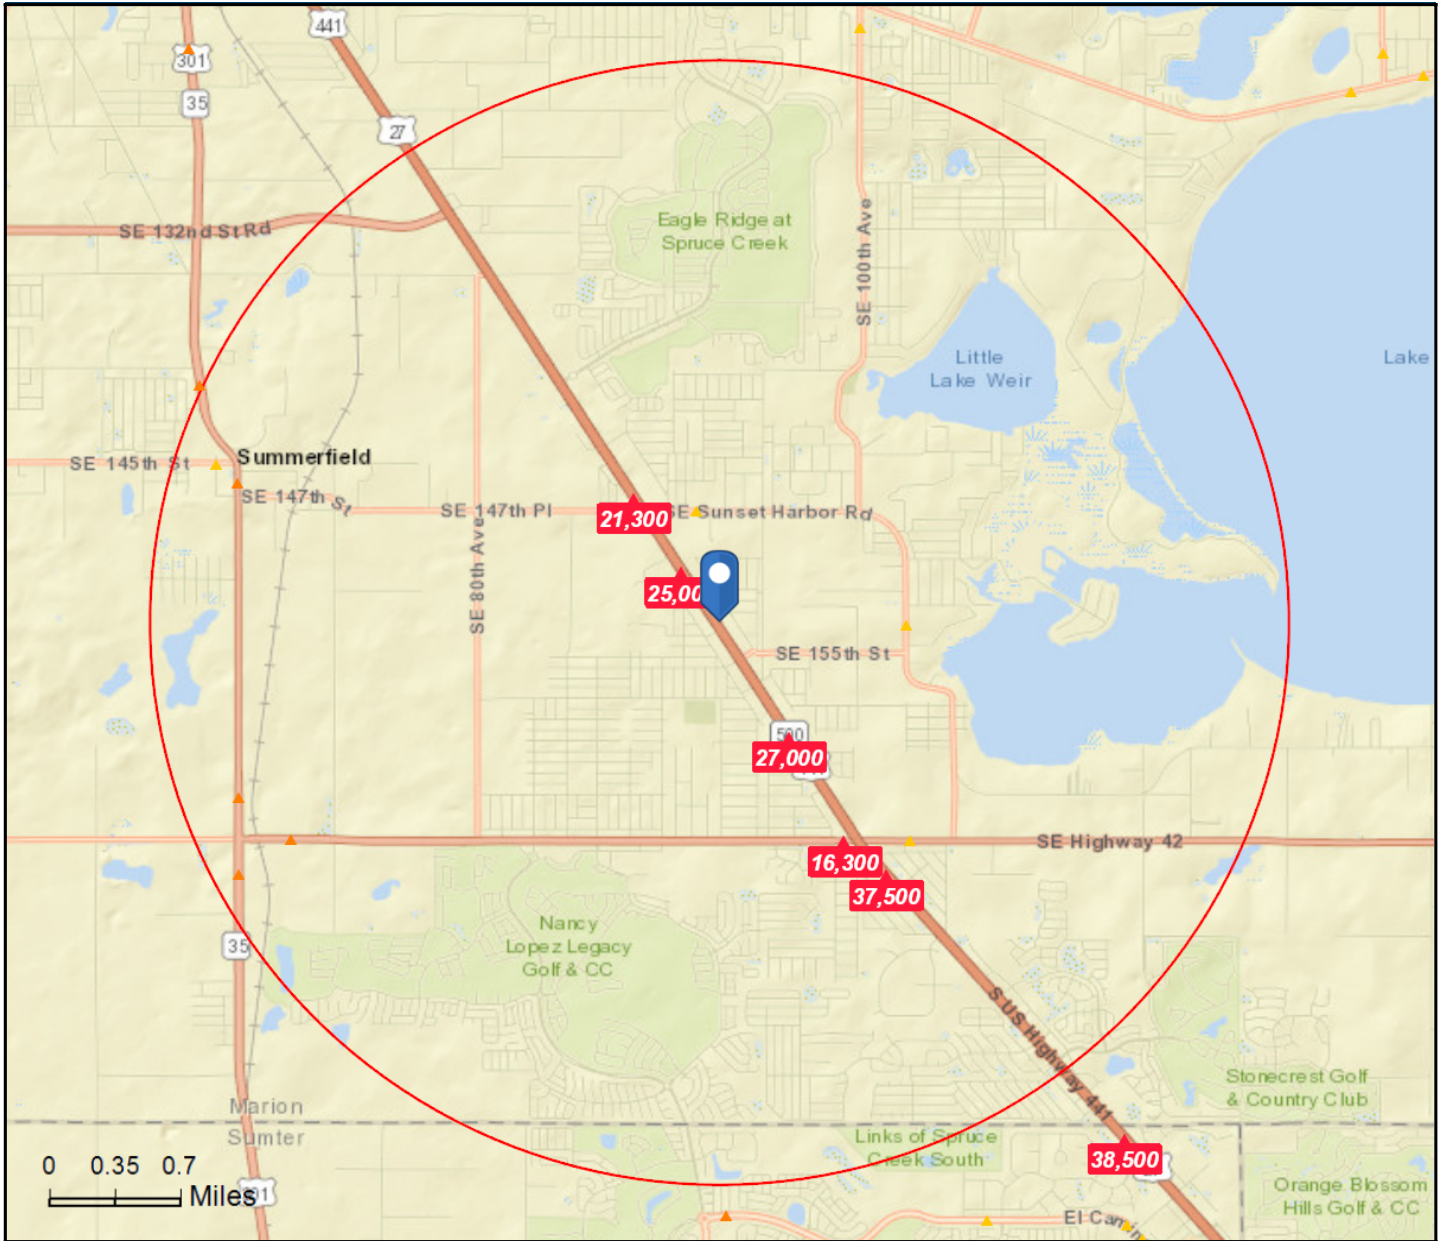 441
301
35
27
SE 132nd St Rd
Eagle Ridge at
Spruce Creek
SE 100th Ave
Little
Lake Weir
Lake
SE 145th St
Summerfield
SE 147th St
SE 147th Pl
SE Sunset Harbor Rd
21,300
SE 80th Ave
25,00
SE 155th St
27,000
16,300
SE Highway 42
37,500
35
Nancy
Lopez Legacy
Golf & CC
S US Highway 441
Stonecrest Golf
& Country Club
Marion
Sumter
Links of Spruce
Creek South
38,500
0 0.35 0.7
Miles
Orange Blossom
Hills Golf & CC
El Camin